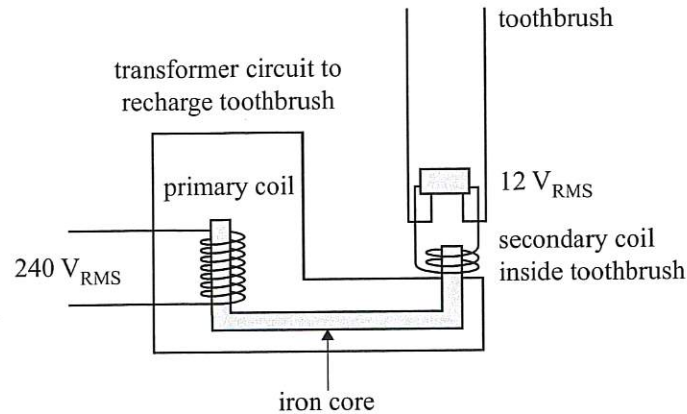 toothbrush
transformer circuit to
recharge toothbrush
primary coil
12 V_RMS
240 V_RMS
secondary coil
inside toothbrush
iron core